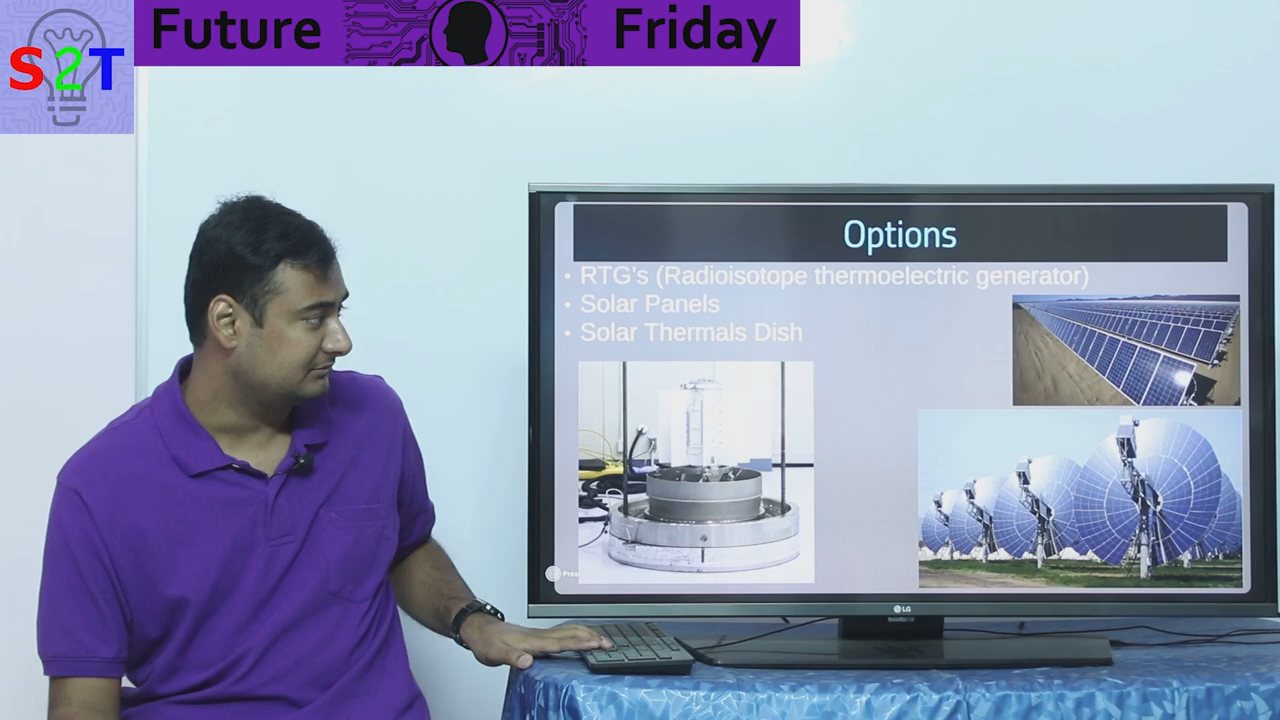 Future Friday
S2T
Options
• RTG's (Radioisotope thermoelectric generator)
• Solar Panels
• Solar Thermals Dish
LG